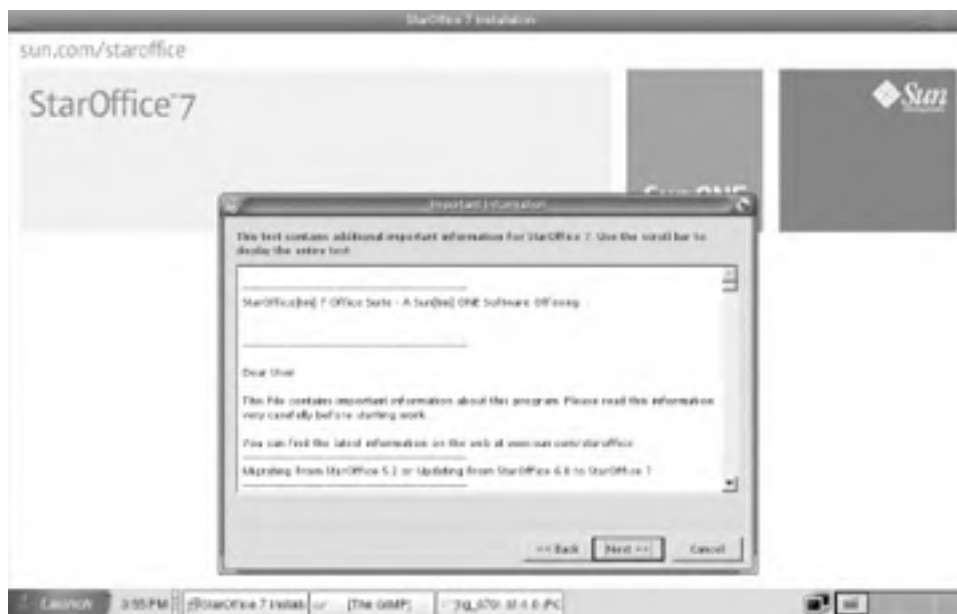 StarOffice 7 Installation
sun.com/staroffice
StarOffice™7
Sun
Sun ONE
Important Information
This text contains additional important information for StarOffice 7. Use the scroll bar to
display the entire text.
StarOffice[tm] 7 Office Suite - A Sun[tm] ONE Software Offering
Dear User
This file contains important information about this program. Please read this information
very carefully before starting work.
You can find the latest information on the web at www.sun.com/staroffice
Migrating from StarOffice 5.2 or Updating from StarOffice 6.0 to StarOffice 7
<< Back
Next >>
Cancel
Launch
3:55 PM
StarOffice 7 Install
[The GIMP]